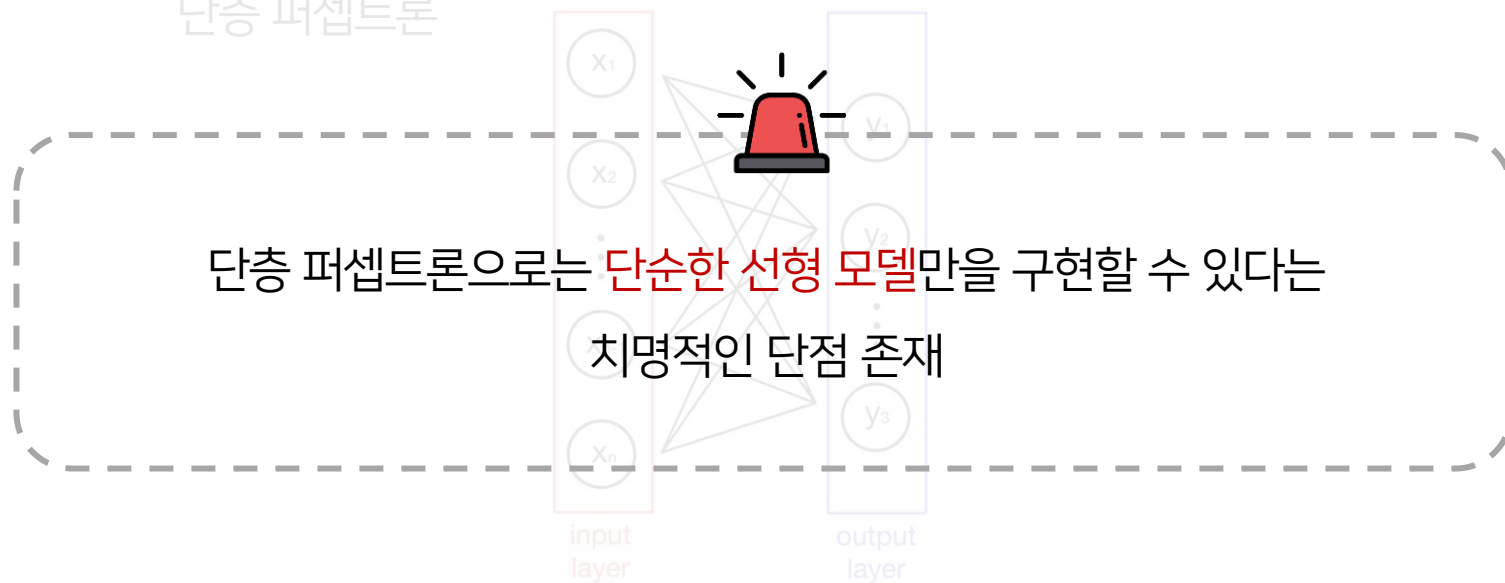 단층 퍼셉트론
x₁
y₁
x₂
y₂
단층 퍼셉트론으로는 단순한 선형 모델만을 구현할 수 있다는
치명적인 단점 존재
y₃
xₙ
input
layer
output
layer